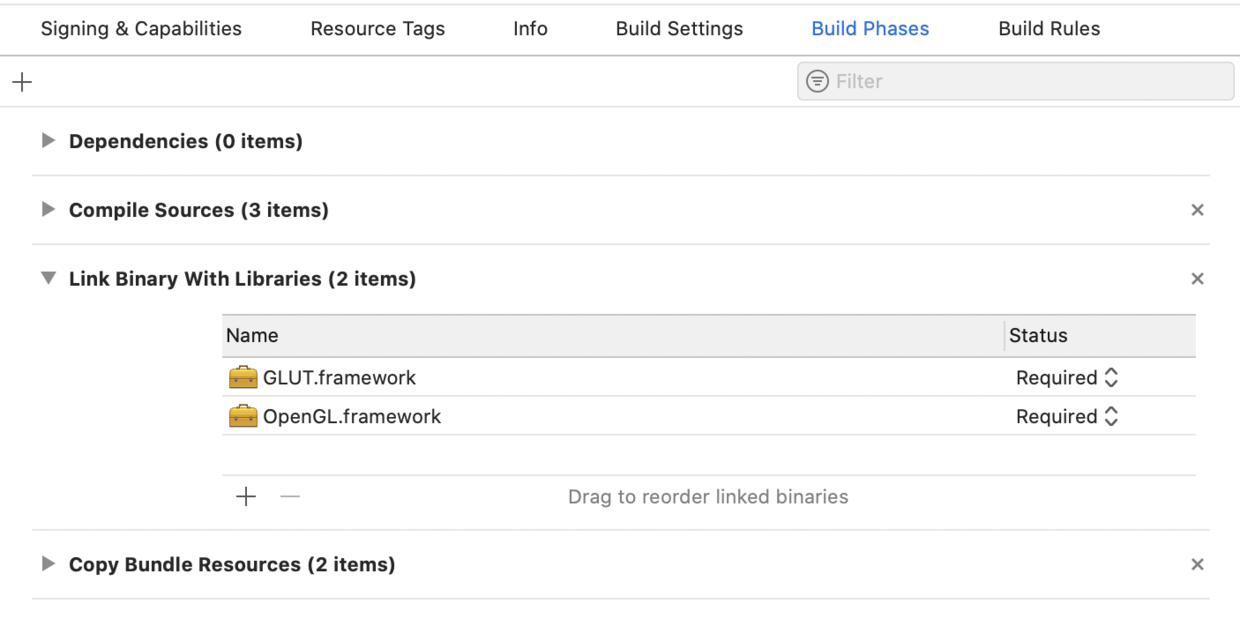 Signing & Capabilities Resource Tags Info Build Settings Build Phases Build Rules
Filter
Dependencies (0 items)
Compile Sources (3 items)
Link Binary With Libraries (2 items)
Name Status
GLUT.framework Required
OpenGL.framework Required
Drag to reorder linked binaries
Copy Bundle Resources (2 items)